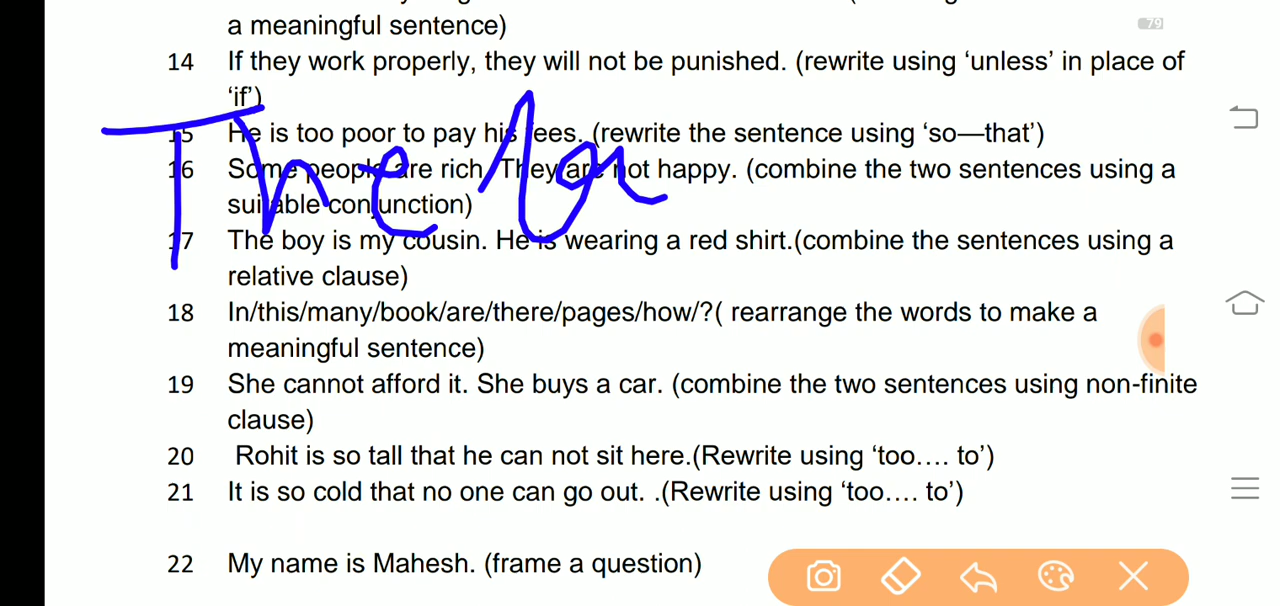 a meaningful sentence)
79
14 If they work properly, they will not be punished. (rewrite using ‘unless’ in place of
‘if’)
15 He is too poor to pay his fees. (rewrite the sentence using ‘so—that’)
16 Some people are rich. They are not happy. (combine the two sentences using a
suitable conjunction)
17 The boy is my cousin. He is wearing a red shirt.(combine the sentences using a
relative clause)
18 In/this/many/book/are/there/pages/how/?( rearrange the words to make a
meaningful sentence)
19 She cannot afford it. She buys a car. (combine the two sentences using non-finite
clause)
20 Rohit is so tall that he can not sit here.(Rewrite using ‘too…. to’)
21 It is so cold that no one can go out. .(Rewrite using ‘too…. to’)
22 My name is Mahesh. (frame a question)
The